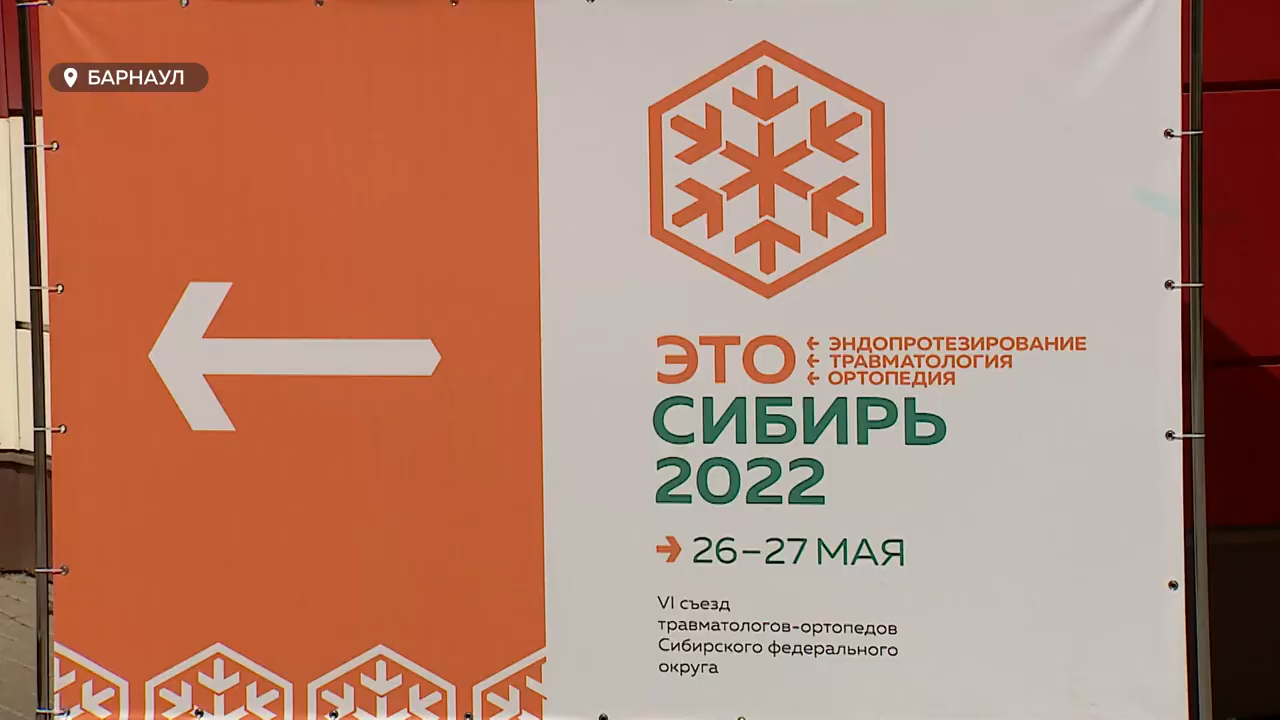 БАРНАУЛ
ЭТО
ЭНДОПРОТЕЗИРОВАНИЕ
ТРАВМАТОЛОГИЯ
ОРТОПЕДИЯ
СИБИРЬ
2022
26–27 МАЯ
VI съезд
травматологов-ортопедов
Сибирского федерального
округа